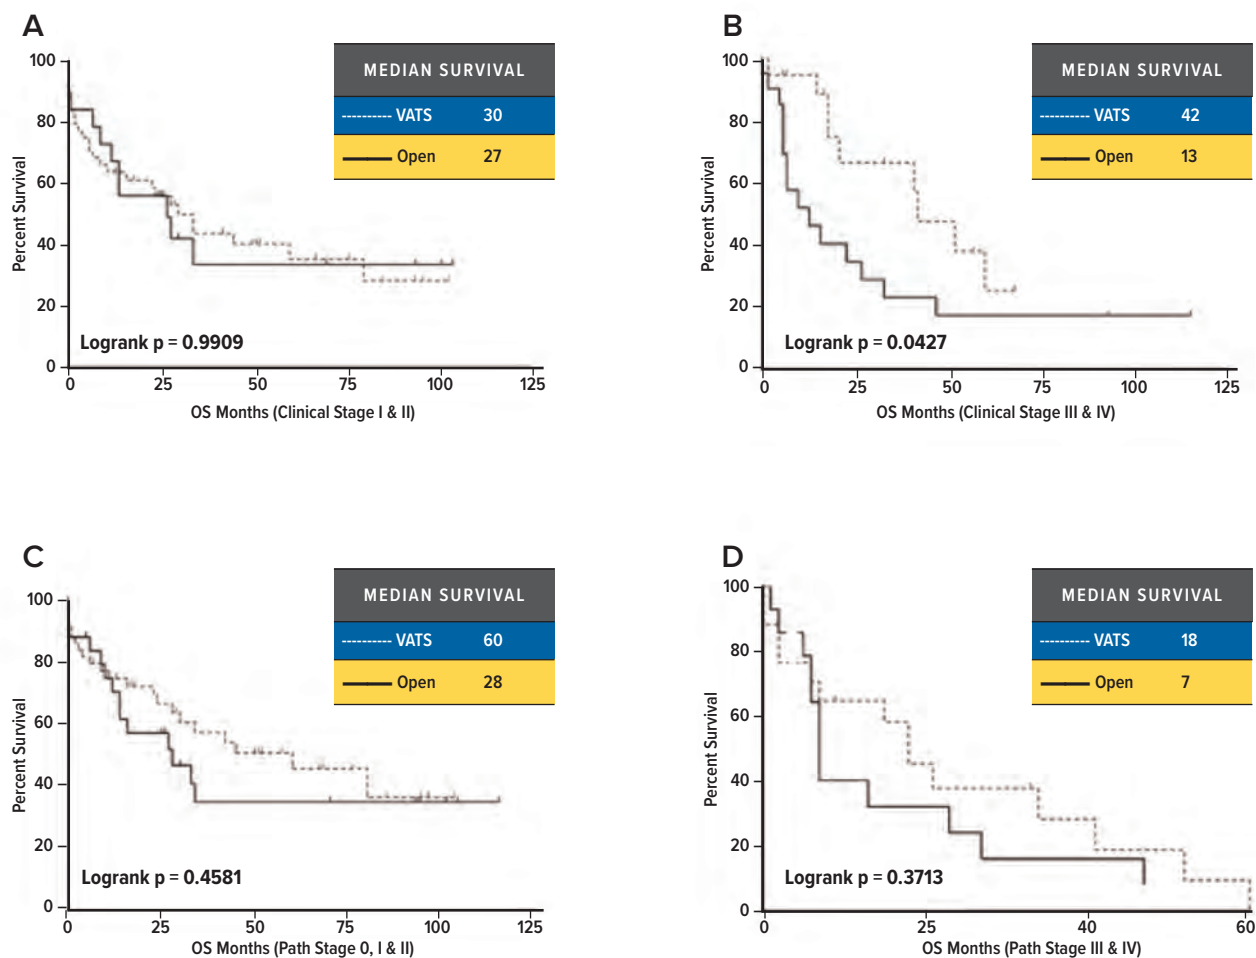 A
MEDIAN SURVIVAL
---------- VATS 30
Open 27
100
80
60
40
20
0
Percent Survival
Logrank p = 0.9909
0 25 50 75 100 125
OS Months (Clinical Stage I & II)
B
MEDIAN SURVIVAL
---------- VATS 42
Open 13
100
80
60
40
20
0
Percent Survival
Logrank p = 0.0427
0 25 50 75 100 125
OS Months (Clinical Stage III & IV)
C
MEDIAN SURVIVAL
---------- VATS 60
Open 28
100
80
60
40
20
0
Percent Survival
Logrank p = 0.4581
0 25 50 75 100 125
OS Months (Path Stage 0, I & II)
D
MEDIAN SURVIVAL
---------- VATS 18
Open 7
100
80
60
40
20
0
Percent Survival
Logrank p = 0.3713
0 25 40 60
OS Months (Path Stage III & IV)